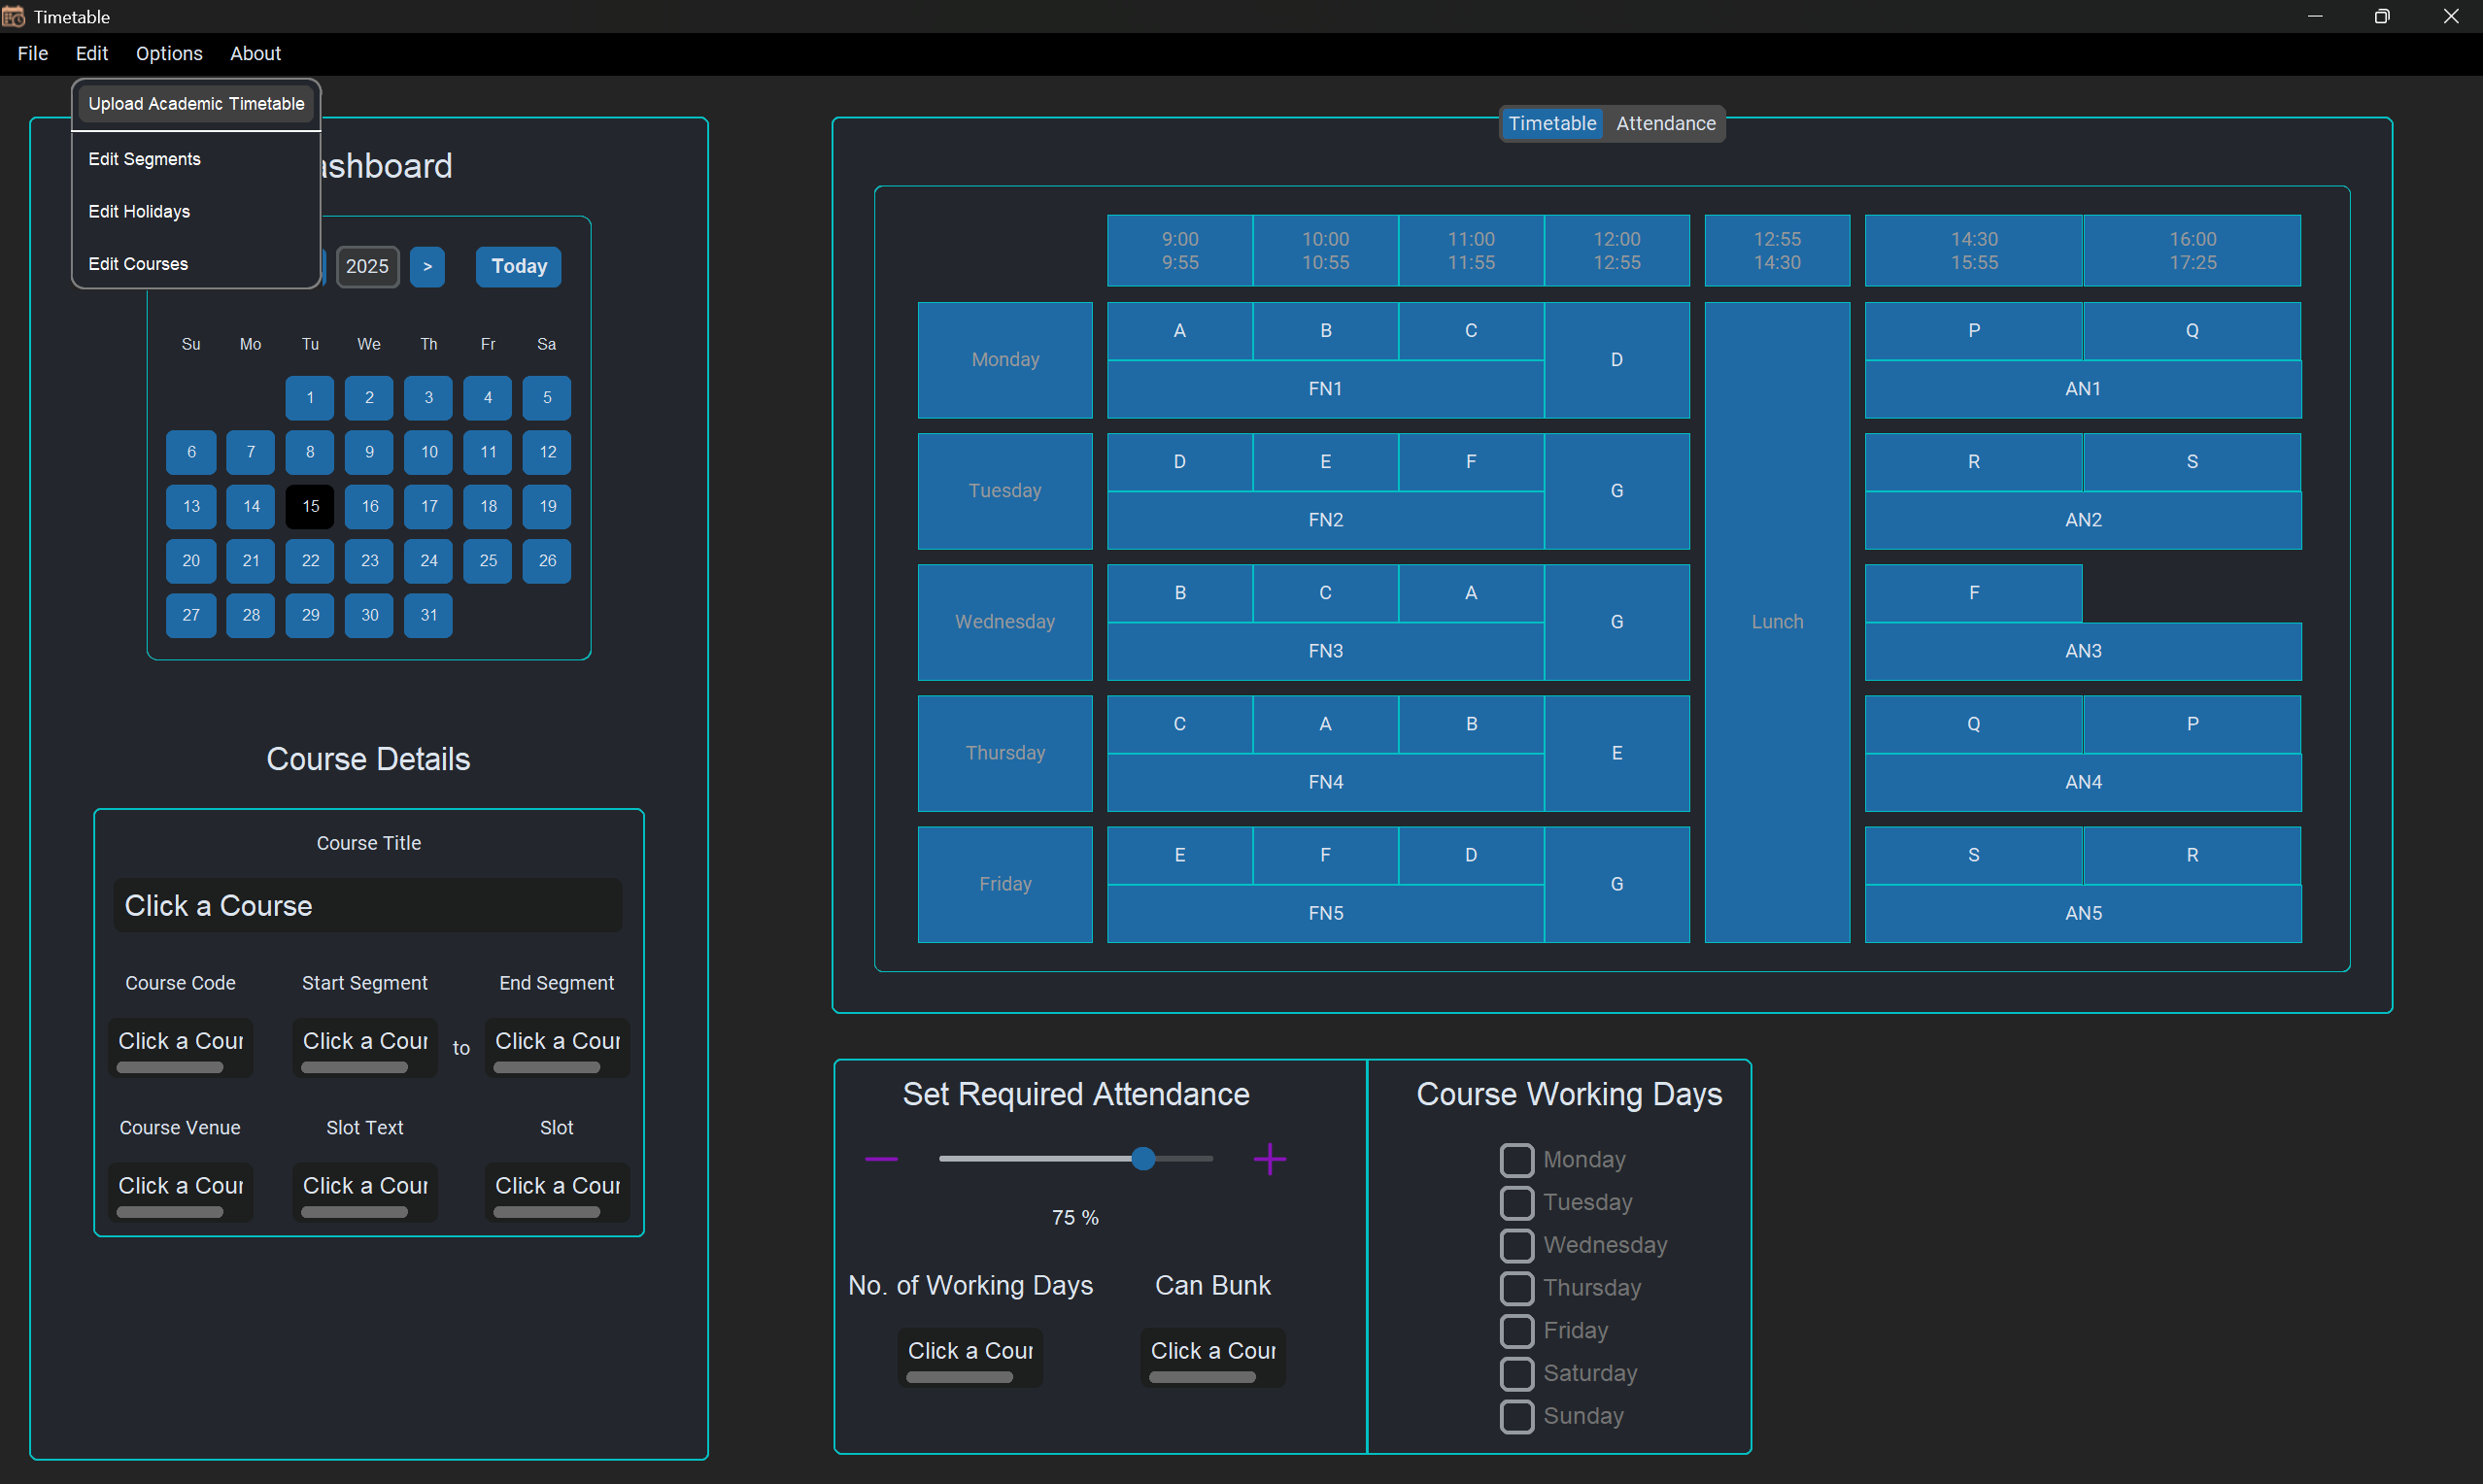 Timetable
File Edit Options About
Upload Academic Timetable
Edit Segments
Edit Holidays
Edit Courses
ashboard
2025 > Today
Su Mo Tu We Th Fr Sa
1 2 3 4 5
6 7 8 9 10 11 12
13 14 15 16 17 18 19
20 21 22 23 24 25 26
27 28 29 30 31
Course Details
Course Title
Click a Course
Course Code Start Segment End Segment
Click a Cour Click a Cour to Click a Cour
Course Venue Slot Text Slot
Click a Cour Click a Cour Click a Cour
Timetable Attendance
9:00 10:00 11:00 12:00 12:55 14:30 16:00
9:55 10:55 11:55 12:55 14:30 15:55 17:25
Monday A B C D P Q
FN1 AN1
Tuesday D E F G R S
FN2 AN2
Wednesday B C A G Lunch F
FN3 AN3
Thursday C A B E Q P
FN4 AN4
Friday E F D G S R
FN5 AN5
Set Required Attendance
75 %
No. of Working Days Can Bunk
Click a Cour Click a Cour
Course Working Days
Monday
Tuesday
Wednesday
Thursday
Friday
Saturday
Sunday